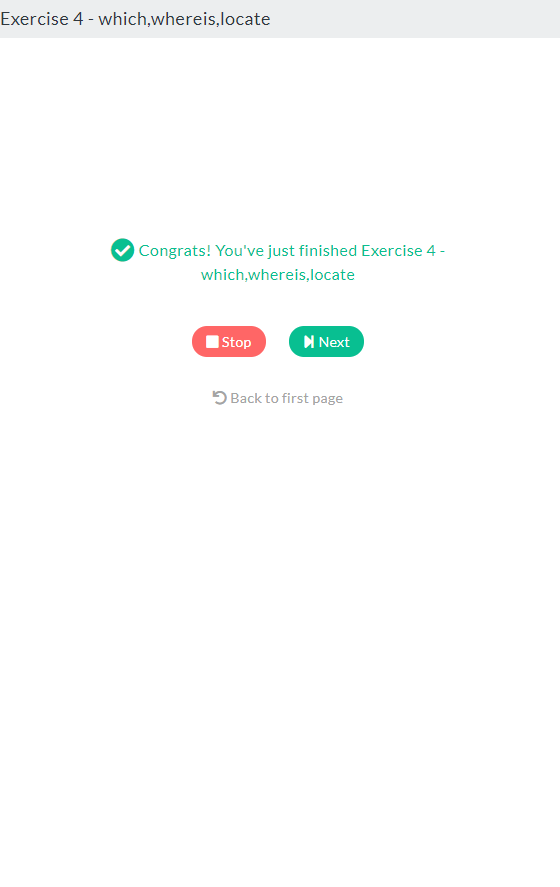 Exercise 4 - which,whereis,locate
Congrats! You've just finished Exercise 4 -
which,whereis,locate
Stop
Next
Back to first page